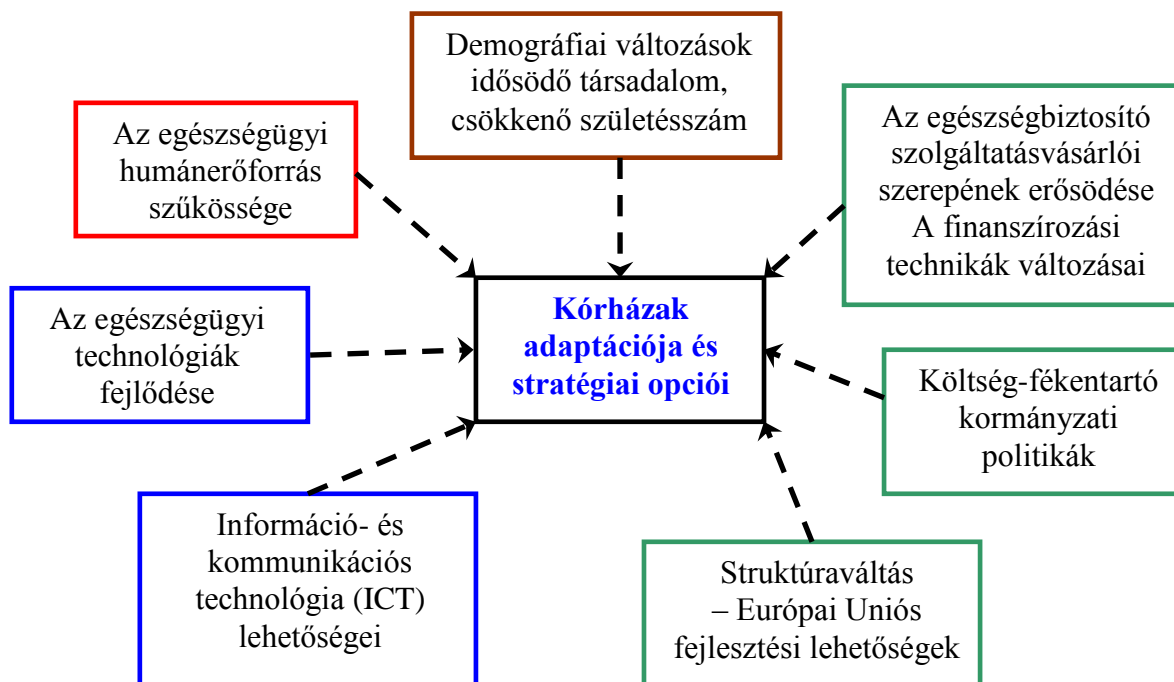 Demográfiai változások
idősödő társadalom,
csökkenő születésszám
Az egészségügyi
humánerőforrás
szűkössége
Az egészségbiztosító
szolgáltatásvásárlói
szerepének erősödése
A finanszírozási
technikák változásai
Az egészségügyi
technológiák
fejlődése
Kórházak
adaptációja és
stratégiai opciói
Költség-fékentartó
kormányzati
politikák
Információ- és
kommunikációs
technológia (ICT)
lehetőségei
Struktúraváltás
– Európai Uniós
fejlesztési lehetőségek